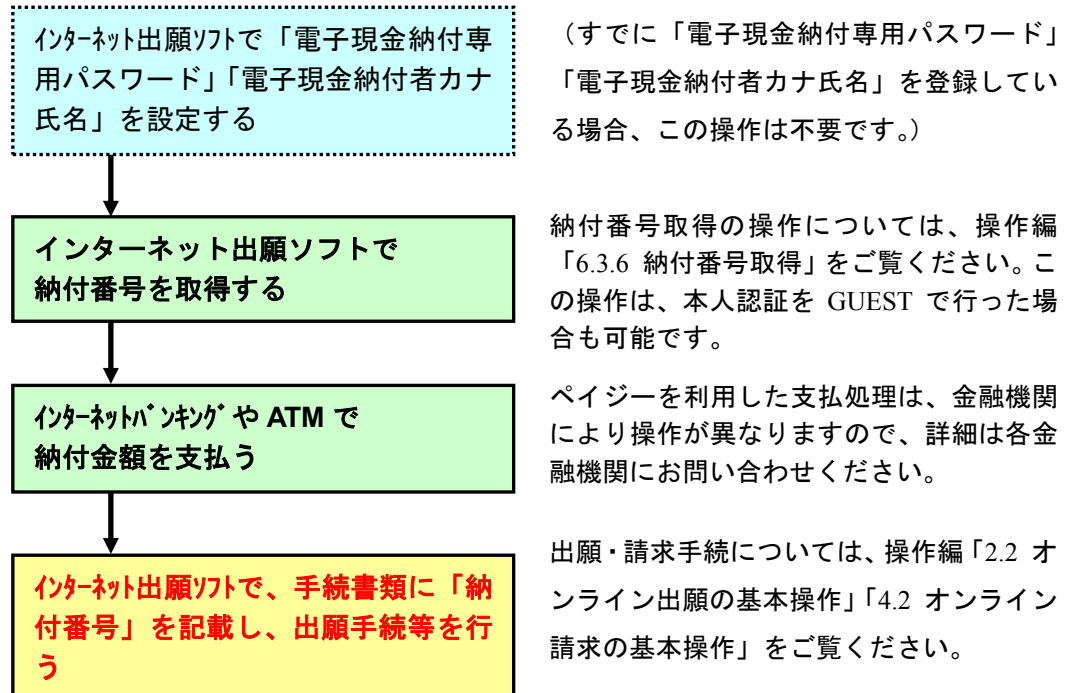 インターネット出願ソフトで「電子現金納付専
用パスワード」「電子現金納付者カナ
氏名」を設定する
（すでに「電子現金納付専用パスワード」
「電子現金納付者カナ氏名」を登録してい
る場合、この操作は不要です。）
インターネット出願ソフトで
納付番号を取得する
納付番号取得の操作については、操作編
「6.3.6 納付番号取得」をご覧ください。こ
の操作は、本人認証を GUEST で行った場
合も可能です。
インターネットバンキングや ATM で
納付金額を支払う
ペイジーを利用した支払処理は、金融機関
により操作が異なりますので、詳細は各金
融機関にお問い合わせください。
インターネット出願ソフトで、手続書類に「納
付番号」を記載し、出願手続等を行
う
出願・請求手続については、操作編「2.2 オ
ンライン出願の基本操作」「4.2 オンライン
請求の基本操作」をご覧ください。